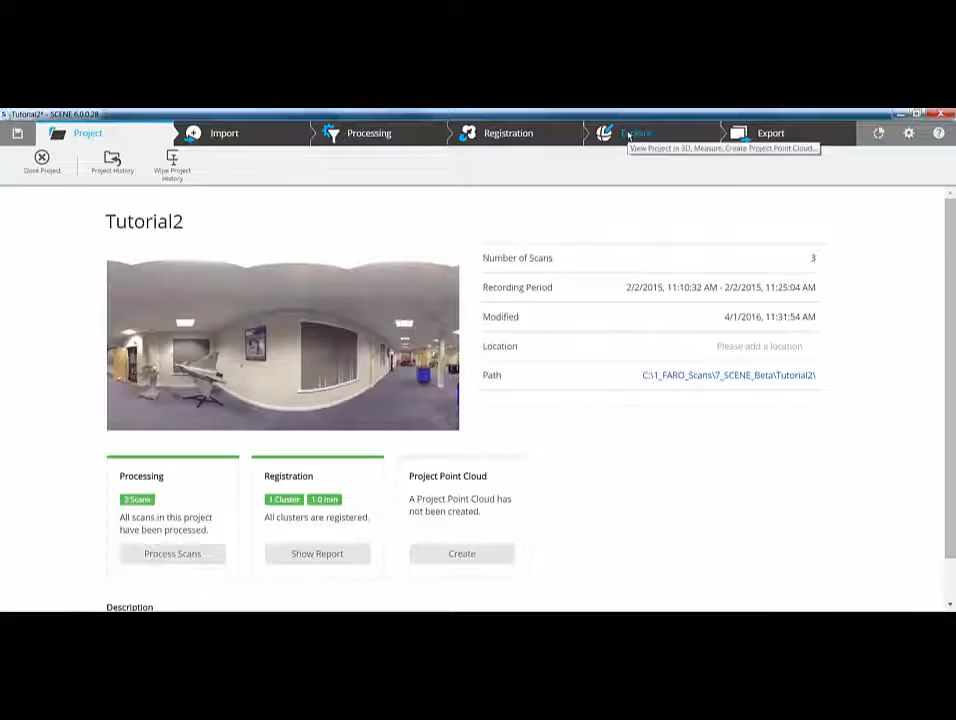 Tutorial2* - SCENE 6.0.0.28
Project
Import
Processing
Registration
Explore
Export
View Project in 3D, Measure, Create Project Point Cloud...
Close Project
Project History
Wipe Project
History
Tutorial2
Number of Scans 3
Recording Period 2/2/2015, 11:10:32 AM - 2/2/2015, 11:25:04 AM
Modified 4/1/2016, 11:31:54 AM
Location Please add a location
Path C:\1_FARO_Scans\7_SCENE_Beta\Tutorial2\
Processing
3 Scans
All scans in this project
have been processed.
Process Scans
Registration
1 Cluster 1.0 mm
All clusters are registered.
Show Report
Project Point Cloud
A Project Point Cloud has
not been created.
Create
Description